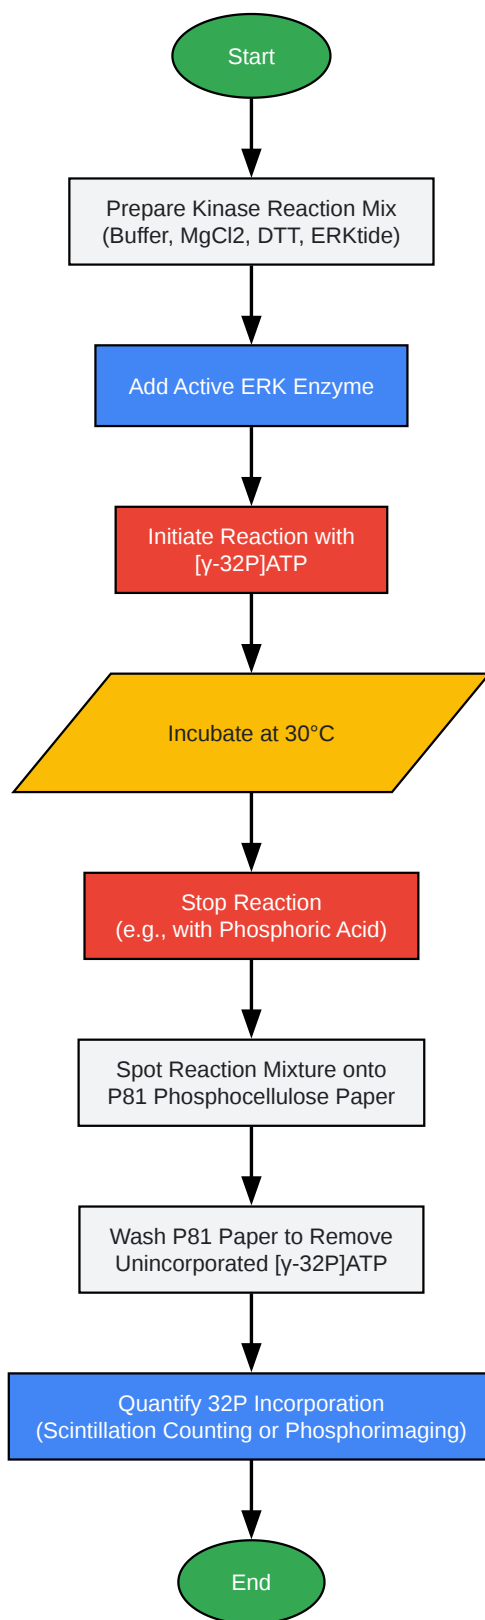 Start
Prepare Kinase Reaction Mix
(Buffer, MgCl2, DTT, ERKtide)
Add Active ERK Enzyme
Initiate Reaction with
[γ-32P]ATP
Incubate at 30°C
Stop Reaction
(e.g., with Phosphoric Acid)
Spot Reaction Mixture onto
P81 Phosphocellulose Paper
Wash P81 Paper to Remove
Unincorporated [γ-32P]ATP
Quantify 32P Incorporation
(Scintillation Counting or Phosphorimaging)
End